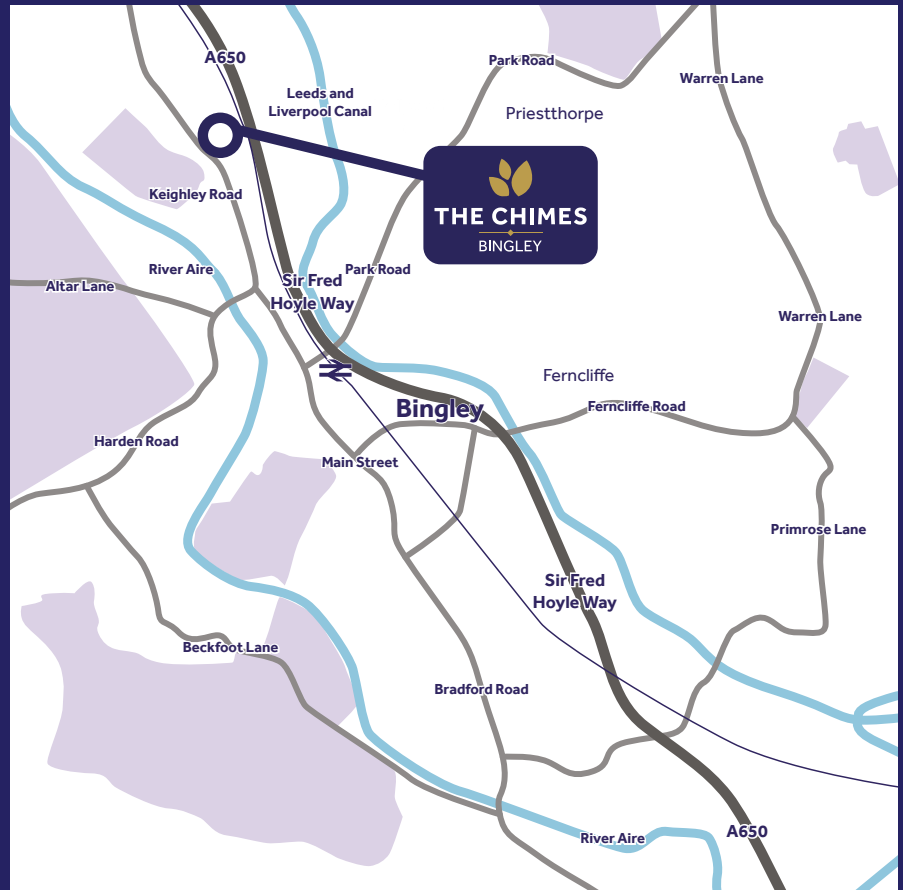 A650
Park Road
Warren Lane
Leeds and
Liverpool Canal
Priestthorpe
THE CHIMES
BINGLEY
Keighley Road
River Aire
Park Road
Altar Lane
Sir Fred
Hoyle Way
Warren Lane
Ferncliffe
Bingley
Ferncliffe Road
Harden Road
Main Street
Primrose Lane
Sir Fred
Hoyle Way
Beckfoot Lane
Bradford Road
River Aire
A650